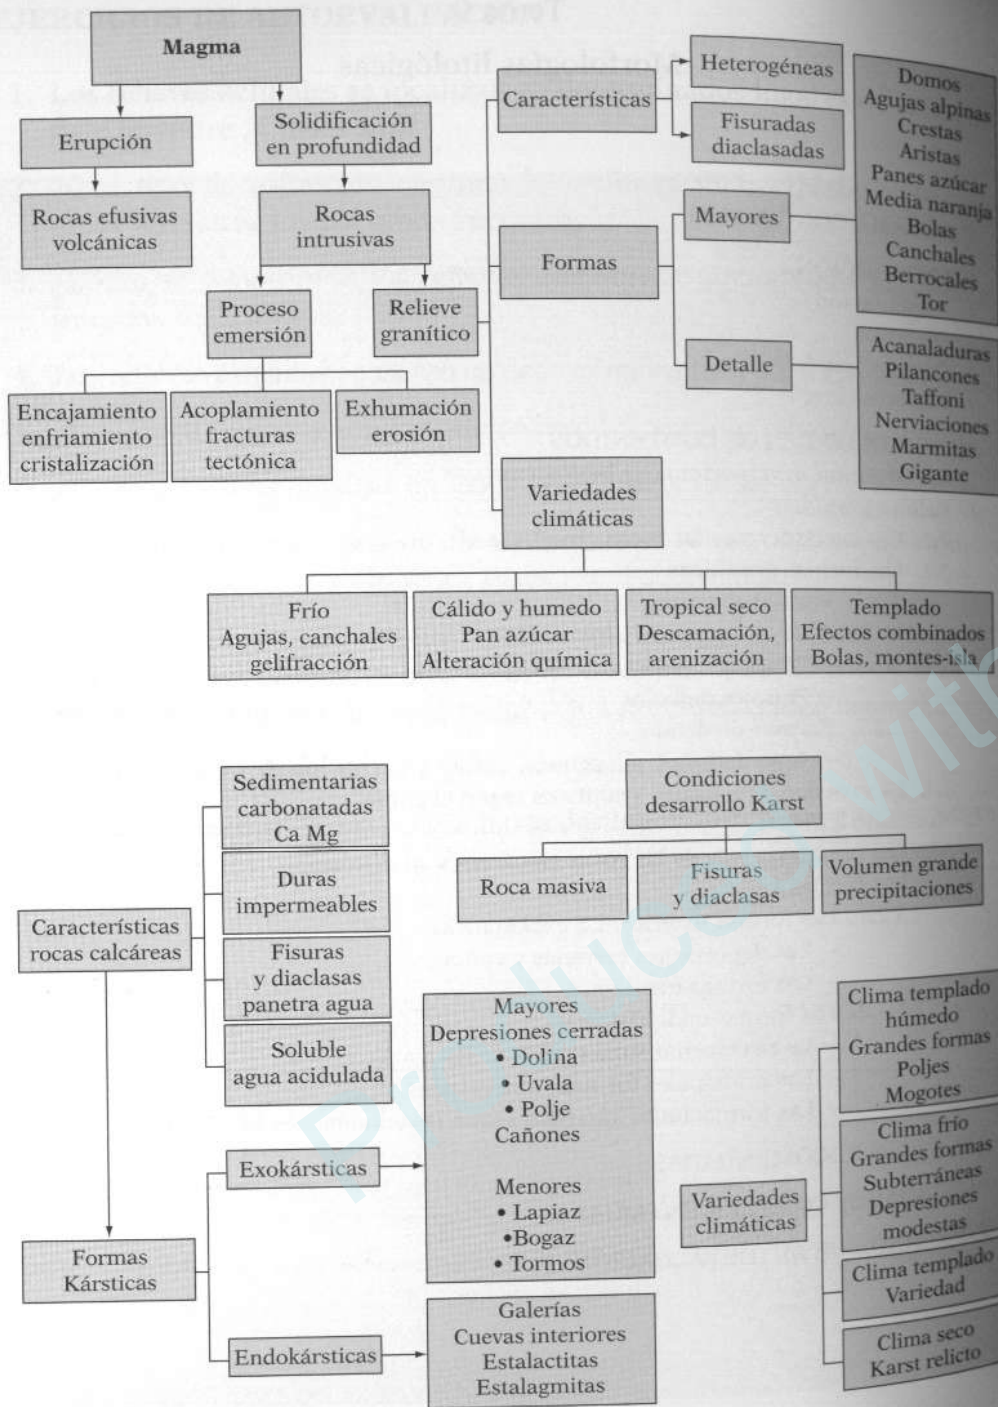 Magma
Erupción
Solidificación
en profundidad
Rocas efusivas
volcánicas
Rocas
intrusivas
Proceso
emersión
Relieve
granítico
Encajamiento
enfriamiento
cristalización
Acoplamiento
fracturas
tectónica
Exhumación
erosión
Características
Heterogéneas
Fisuradas
diaclasadas
Formas
Mayores
Domos
Agujas alpinas
Crestas
Aristas
Panes azúcar
Media naranja
Bolas
Canchales
Berrocales
Tor
Detalle
Acanaladuras
Pilancones
Taffoni
Nerviaciones
Marmitas
Gigante
Variedades
climáticas
Frío
Agujas, canchales
gelifracción
Cálido y humedo
Pan azúcar
Alteración química
Tropical seco
Descamación,
arenización
Templado
Efectos combinados
Bolas, montes-isla
Características
rocas calcáreas
Sedimentarias
carbonatadas
Ca Mg
Duras
impermeables
Fisuras
y diaclasas
panetra agua
Soluble
agua acidulada
Condiciones
desarrollo Karst
Roca masiva
Fisuras
y diaclasas
Volumen grande
precipitaciones
Formas
Kársticas
Exokársticas
Mayores
Depresiones cerradas
• Dolina
• Uvala
• Polje
Cañones
Menores
• Lapiaz
•Bogaz
• Tormos
Endokársticas
Galerías
Cuevas interiores
Estalactitas
Estalagmitas
Variedades
climáticas
Clima templado
húmedo
Grandes formas
Poljes
Mogotes
Clima frío
Grandes formas
Subterráneas
Depresiones
modestas
Clima templado
Variedad
Clima seco
Karst relicto
Produced with